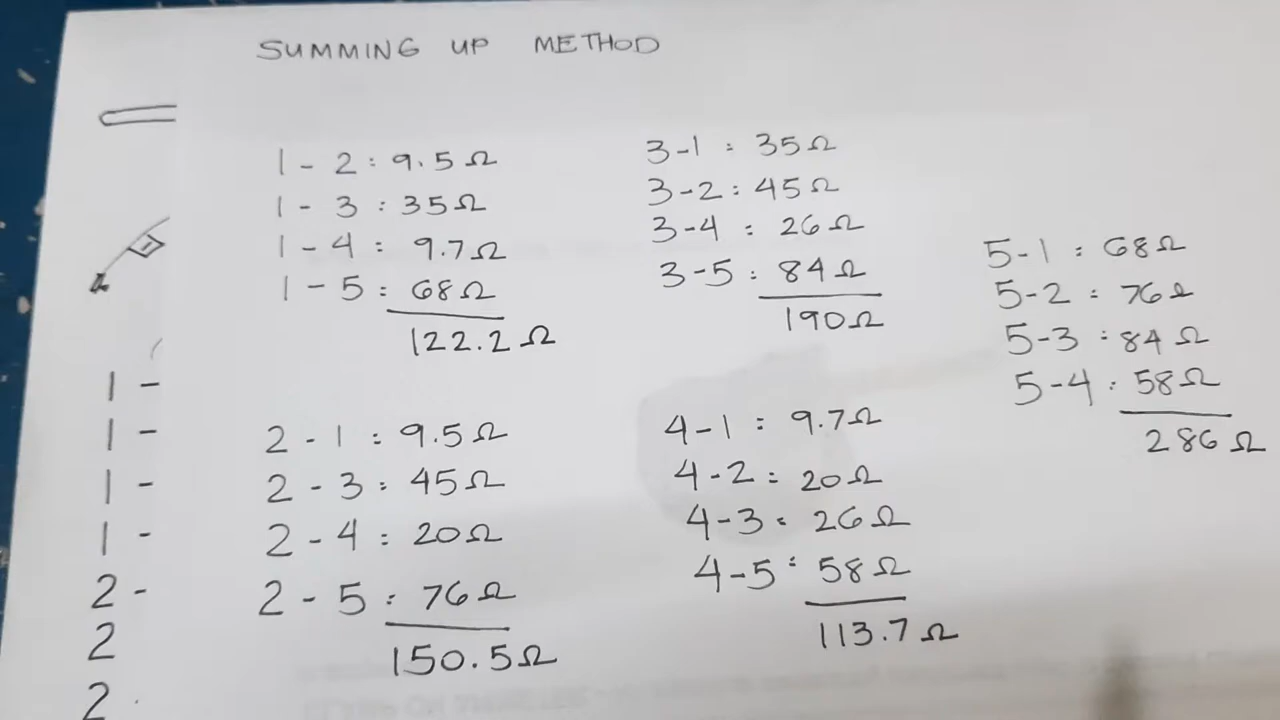 SUMMING UP METHOD
1 - 2 : 9.5 Ω
1 - 3 : 35 Ω
1 - 4 : 9.7 Ω
1 - 5 : 68 Ω
122.2 Ω
2 - 1 : 9.5 Ω
2 - 3 : 45 Ω
2 - 4 : 20 Ω
2 - 5 : 76 Ω
150.5 Ω
3 - 1 : 35 Ω
3 - 2 : 45 Ω
3 - 4 : 26 Ω
3 - 5 : 84 Ω
190 Ω
4 - 1 : 9.7 Ω
4 - 2 : 20 Ω
4 - 3 : 26 Ω
4 - 5 : 58 Ω
113.7 Ω
5 - 1 : 68 Ω
5 - 2 : 76 Ω
5 - 3 : 84 Ω
5 - 4 : 58 Ω
286 Ω
1 -
1 -
1 -
1 -
2 -
2
2